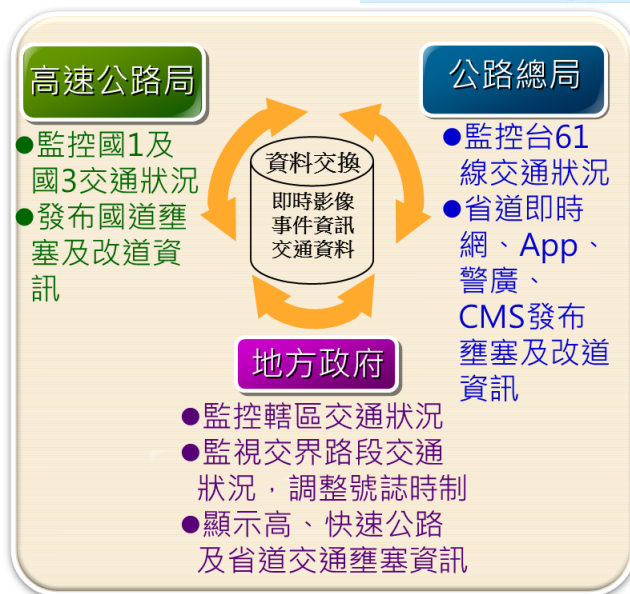 高速公路局
●監控國1及
國3交通狀況
●發布國道壅
塞及改道資
訊
資料交換
即時影像
事件資訊
交通資料
公路總局
●監控台61
線交通狀況
●省道即時
網、App、
警廣、
CMS發布
壅塞及改道
資訊
地方政府
●監控轄區交通狀況
●監視交界路段交通
狀況，調整號誌時制
●顯示高、快速公路
及省道交通壅塞資訊